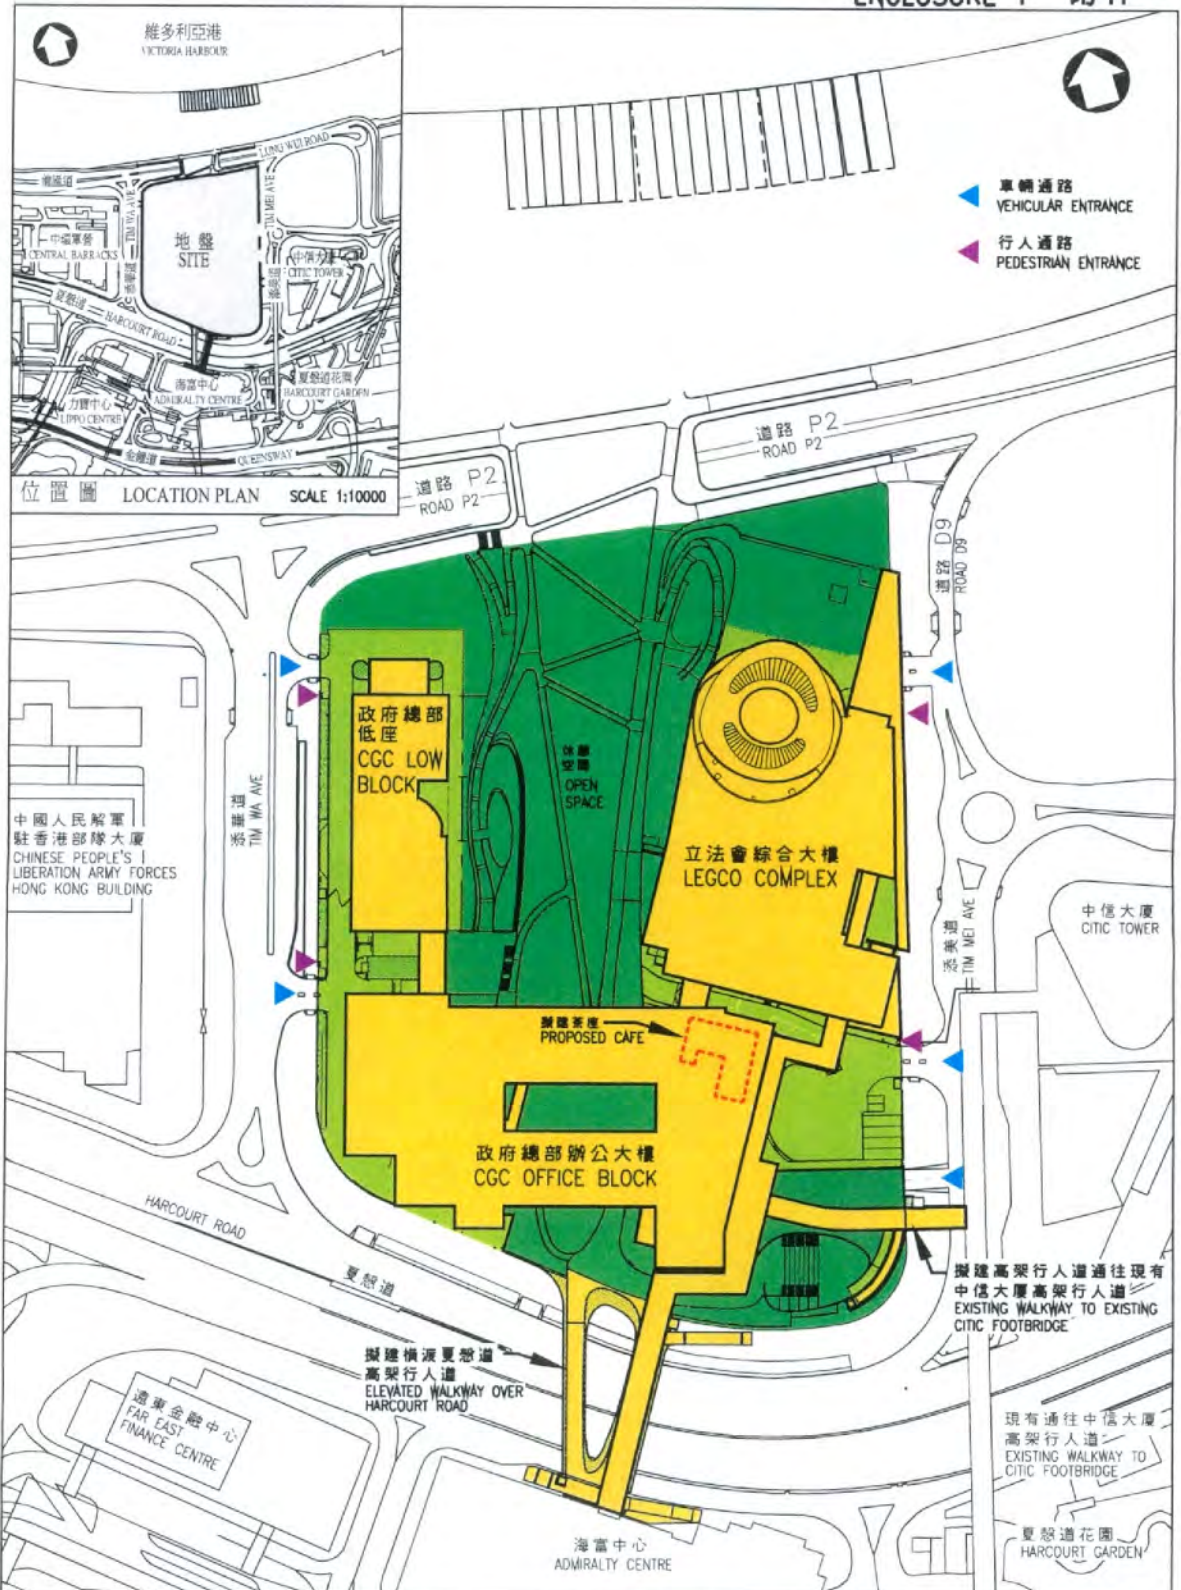 ENCLOSURE 1 附件
維多利亞港
VICTORIA HARBOUR
LUNG WUI ROAD
龍匯道
TIM WA AVE
添華道
TIM MEI AVE
添美道
地盤
SITE
中環軍營
CENTRAL BARRACKS
中信大廈
CITIC TOWER
夏慤道
HARCOURT ROAD
海富中心
ADMIRALTY CENTRE
夏慤道花園
HARCOURT GARDEN
力寶中心
LIPPO CENTRE
金鐘道
QUEENSWAY
位置圖 LOCATION PLAN SCALE 1:10000
車輛通路
VEHICULAR ENTRANCE
行人通路
PEDESTRIAN ENTRANCE
道路 P2
ROAD P2
道路 P2
ROAD P2
道路 D9
ROAD D9
政府總部
低座
CGC LOW
BLOCK
休憩
空間
OPEN
SPACE
添華道
TIM WA AVE
中國人民解軍
駐香港部隊大廈
CHINESE PEOPLE'S
LIBERATION ARMY FORCES
HONG KONG BUILDING
立法會綜合大樓
LEGCO COMPLEX
中信大廈
CITIC TOWER
添美道
TIM MEI AVE
擬建茶座
PROPOSED CAFE
政府總部辦公大樓
CGC OFFICE BLOCK
HARCOURT ROAD
夏慤道
擬建高架行人道通往現有
中信大廈高架行人道
EXISTING WALKWAY TO EXISTING
CITIC FOOTBRIDGE
擬建橫渡夏慤道
高架行人道
ELEVATED WALKWAY OVER
HARCOURT ROAD
遠東金融中心
FAR EAST
FINANCE CENTRE
現有通往中信大廈
高架行人道
EXISTING WALKWAY TO
CITIC FOOTBRIDGE
海富中心
ADMIRALTY CENTRE
夏慤道花園
HARCOURT GARDEN